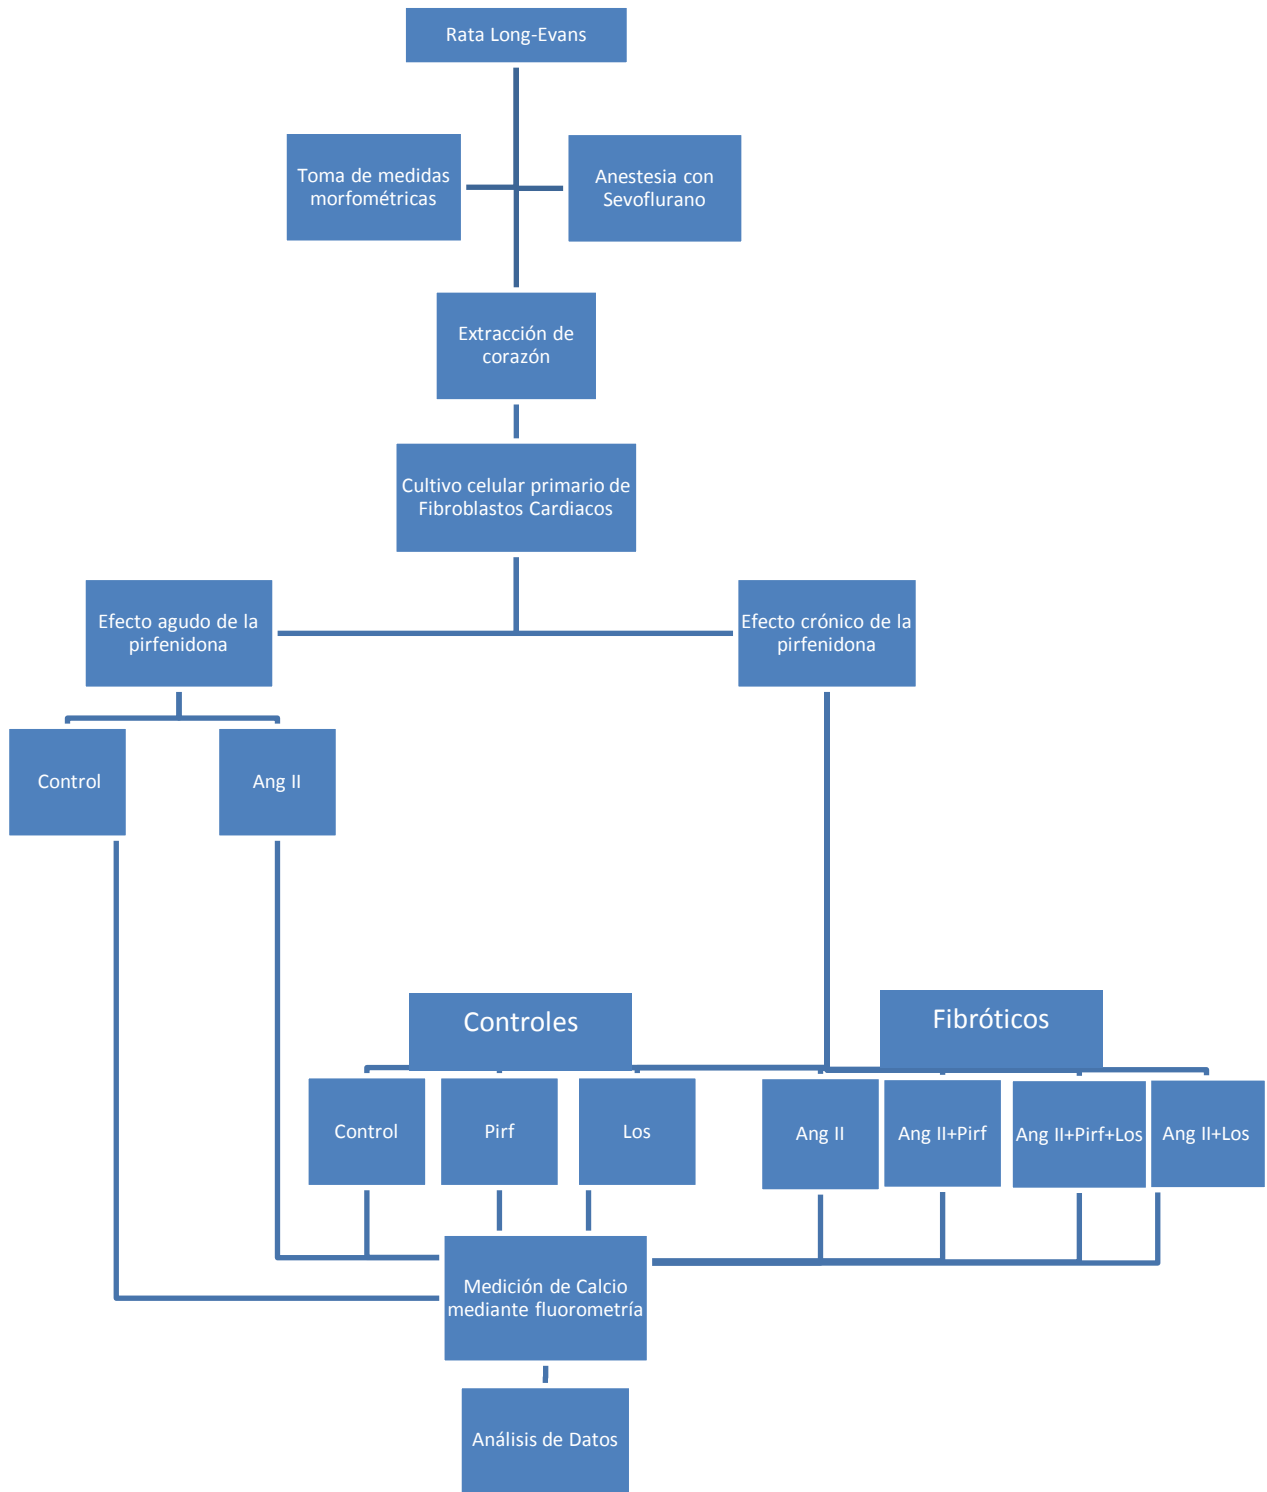 Rata Long-Evans
Toma de medidas
morfométricas
Anestesia con
Sevoflurano
Extracción de
corazón
Cultivo celular primario de
Fibroblastos Cardiacos
Efecto agudo de la
pirfenidona
Efecto crónico de la
pirfenidona
Control
Ang II
Controles
Fibróticos
Control
Pirf
Los
Ang II
Ang II+Pirf
Ang II+Pirf+Los
Ang II+Los
Medición de Calcio
mediante fluorometría
Análisis de Datos